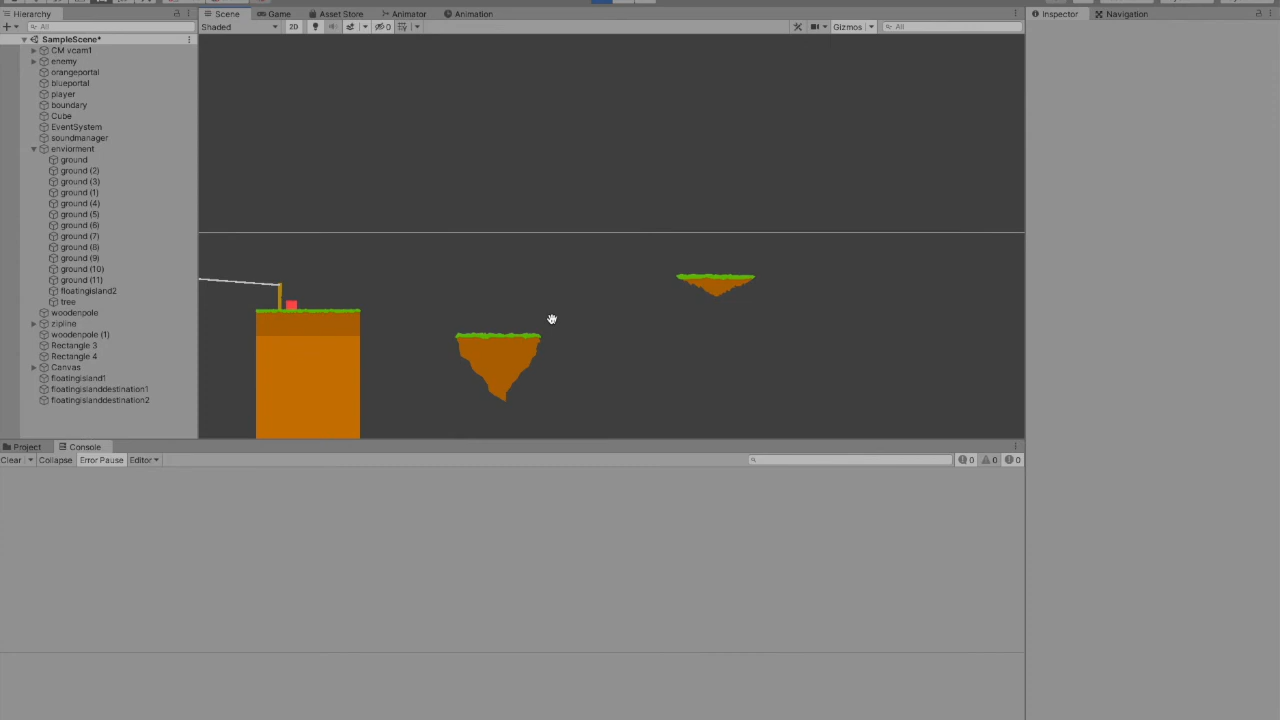 Hierarchy
Scene Game Asset Store Animator Animation
Inspector Navigation
All
Shaded 2D 0 Gizmos All
SampleScene*
CM vcam1
enemy
orangeportal
blueportal
player
boundary
Cube
EventSystem
soundmanager
enviorment
ground
ground (2)
ground (3)
ground (1)
ground (4)
ground (5)
ground (6)
ground (7)
ground (8)
ground (9)
ground (10)
ground (11)
floatingisland2
tree
woodenpole
zipline
woodenpole (1)
Rectangle 3
Rectangle 4
Canvas
floatingisland1
floatingislanddestination1
floatingislanddestination2
Project Console
Clear Collapse Error Pause Editor 0 0 0